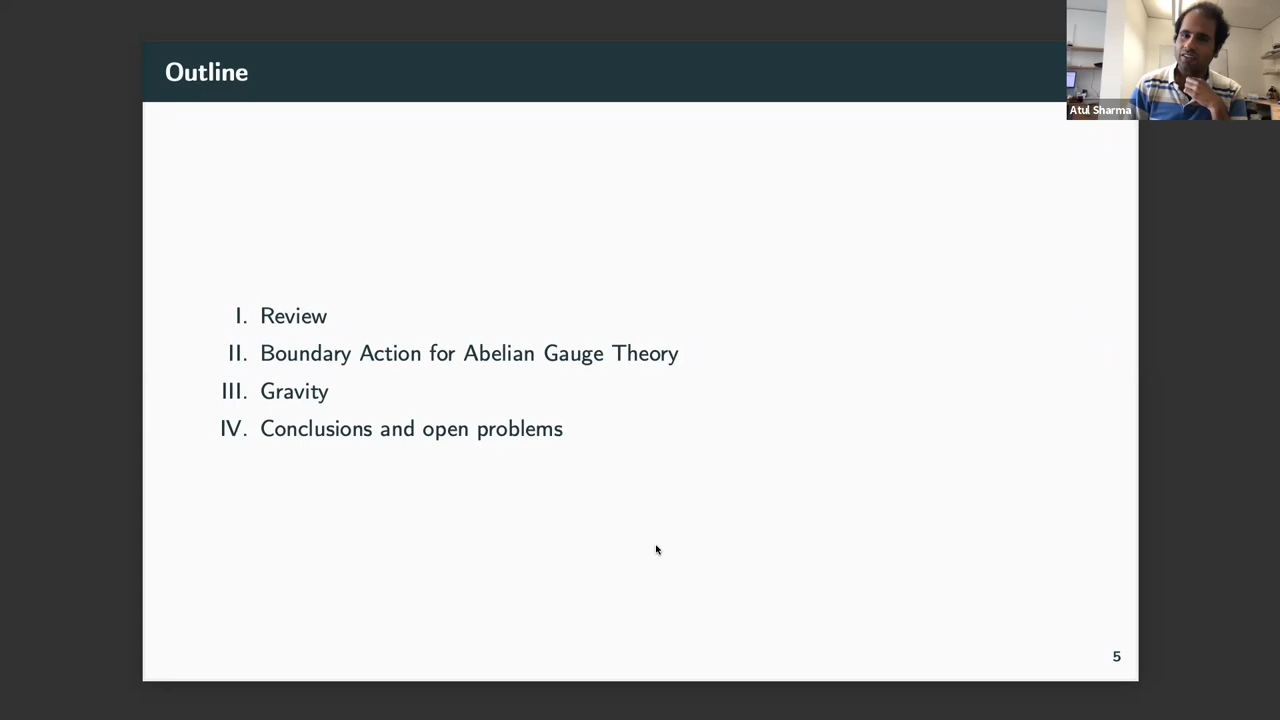 Outline
Atul Sharma
I. Review
II. Boundary Action for Abelian Gauge Theory
III. Gravity
IV. Conclusions and open problems
5